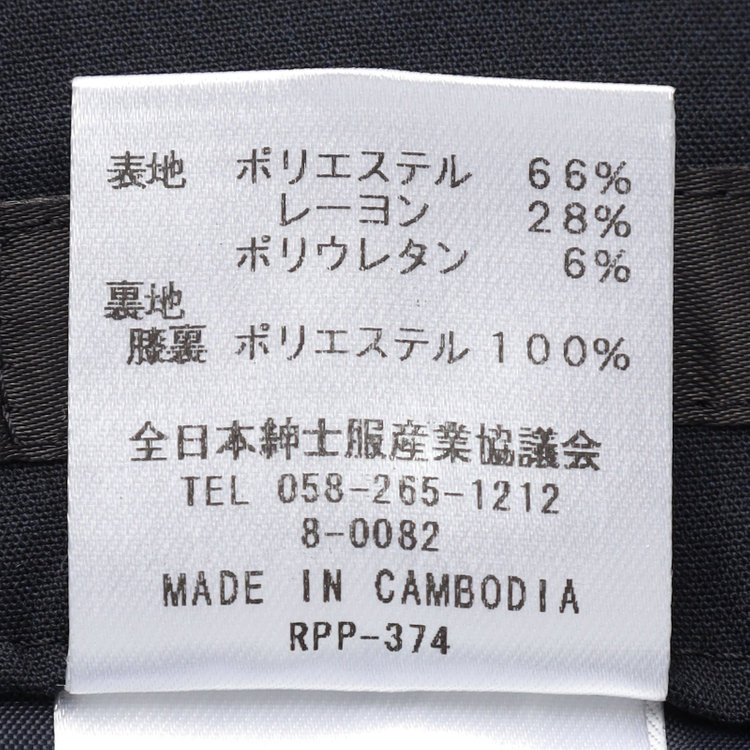 表地 ポリエステル 66%
レーヨン 28%
ポリウレタン 6%
裏地
膝裏 ポリエステル 100%
全日本紳士服産業協議会
TEL 058-265-1212
8-0082
MADE IN CAMBODIA
RPP-374